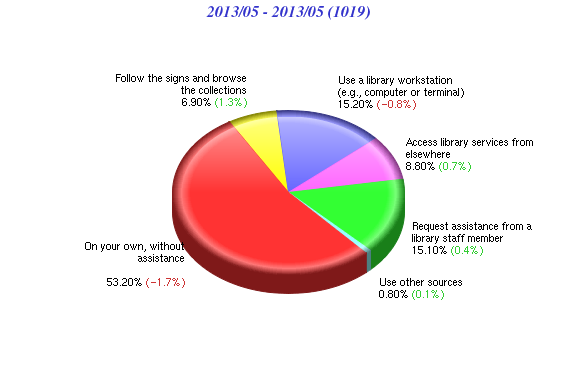 2013/05 - 2013/05 (1019)
Follow the signs and browse
the collections
6.90% (1.3%)
Use a library workstation
(e.g., computer or terminal)
15.20% (−0.8%)
Access library services from
elsewhere
8.80% (0.7%)
Request assistance from a
library staff member
15.10% (0.4%)
On your own, without
assistance
53.20% (−1.7%)
Use other sources
0.80% (0.1%)